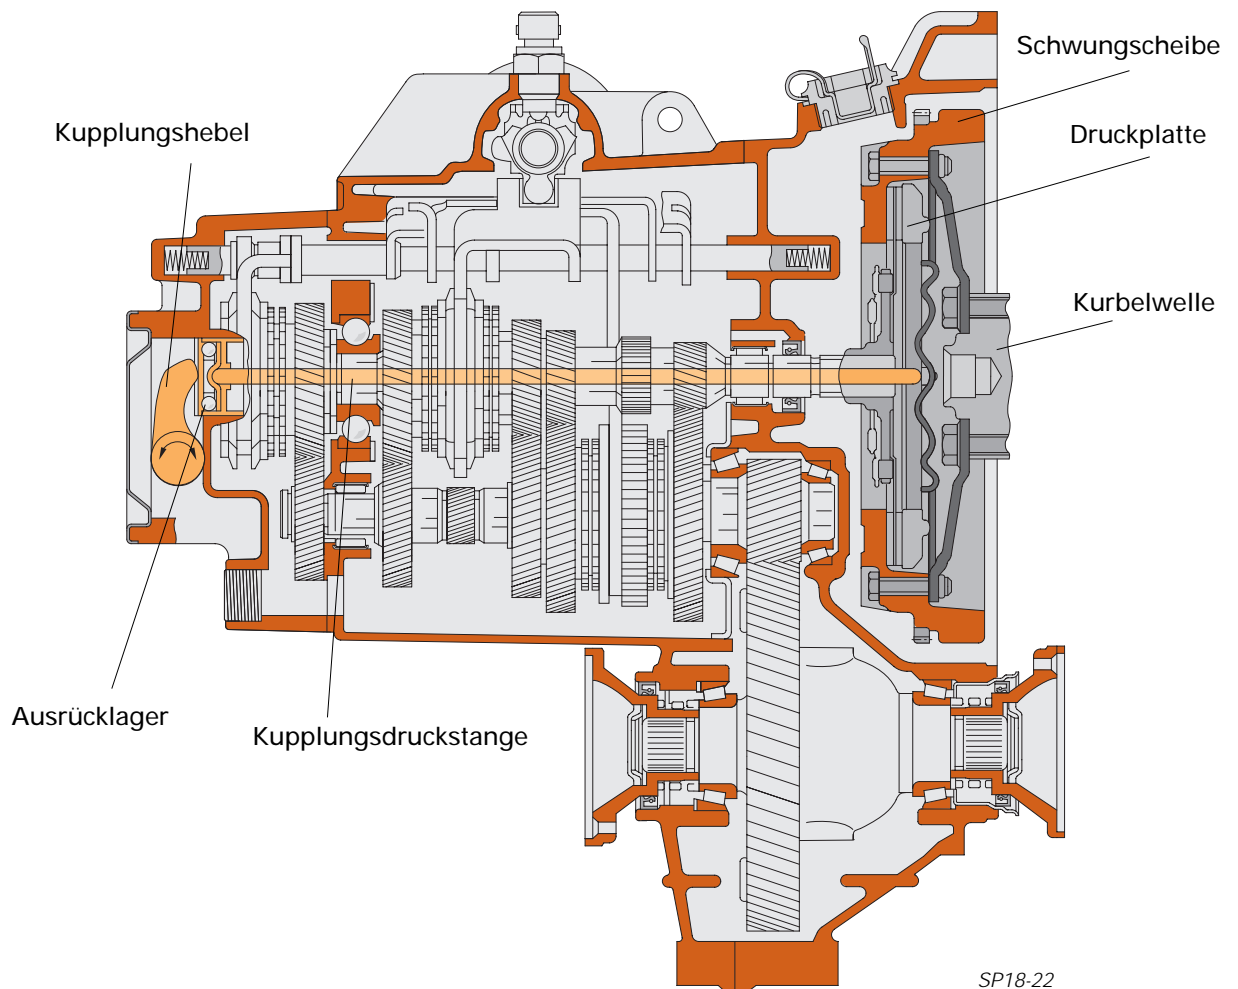 Schwungscheibe
Kupplungshebel
Druckplatte
Kurbelwelle
Ausrücklager
Kupplungsdruckstange
SP18-22